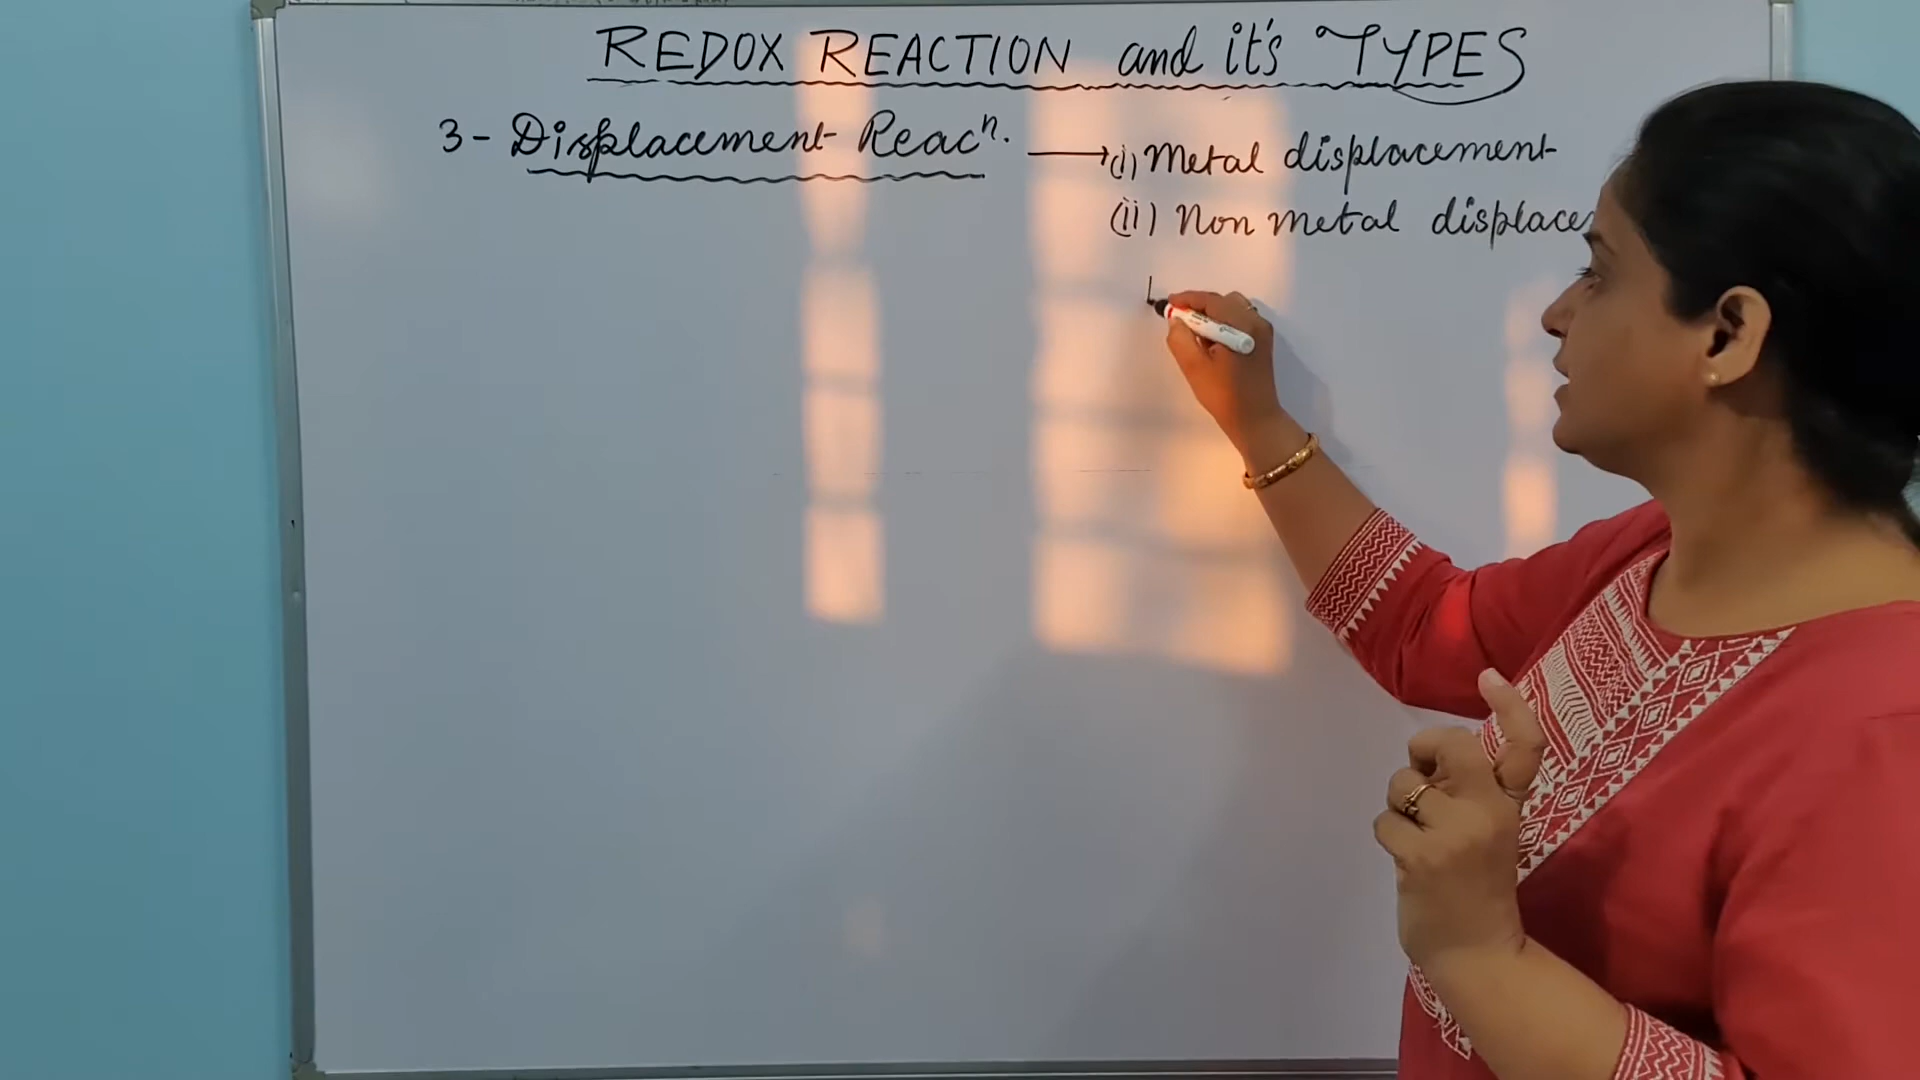 REDOX REACTION and it's TYPES
3- Displacement Reacⁿ. → (i) Metal displacement
(ii) Non Metal displace